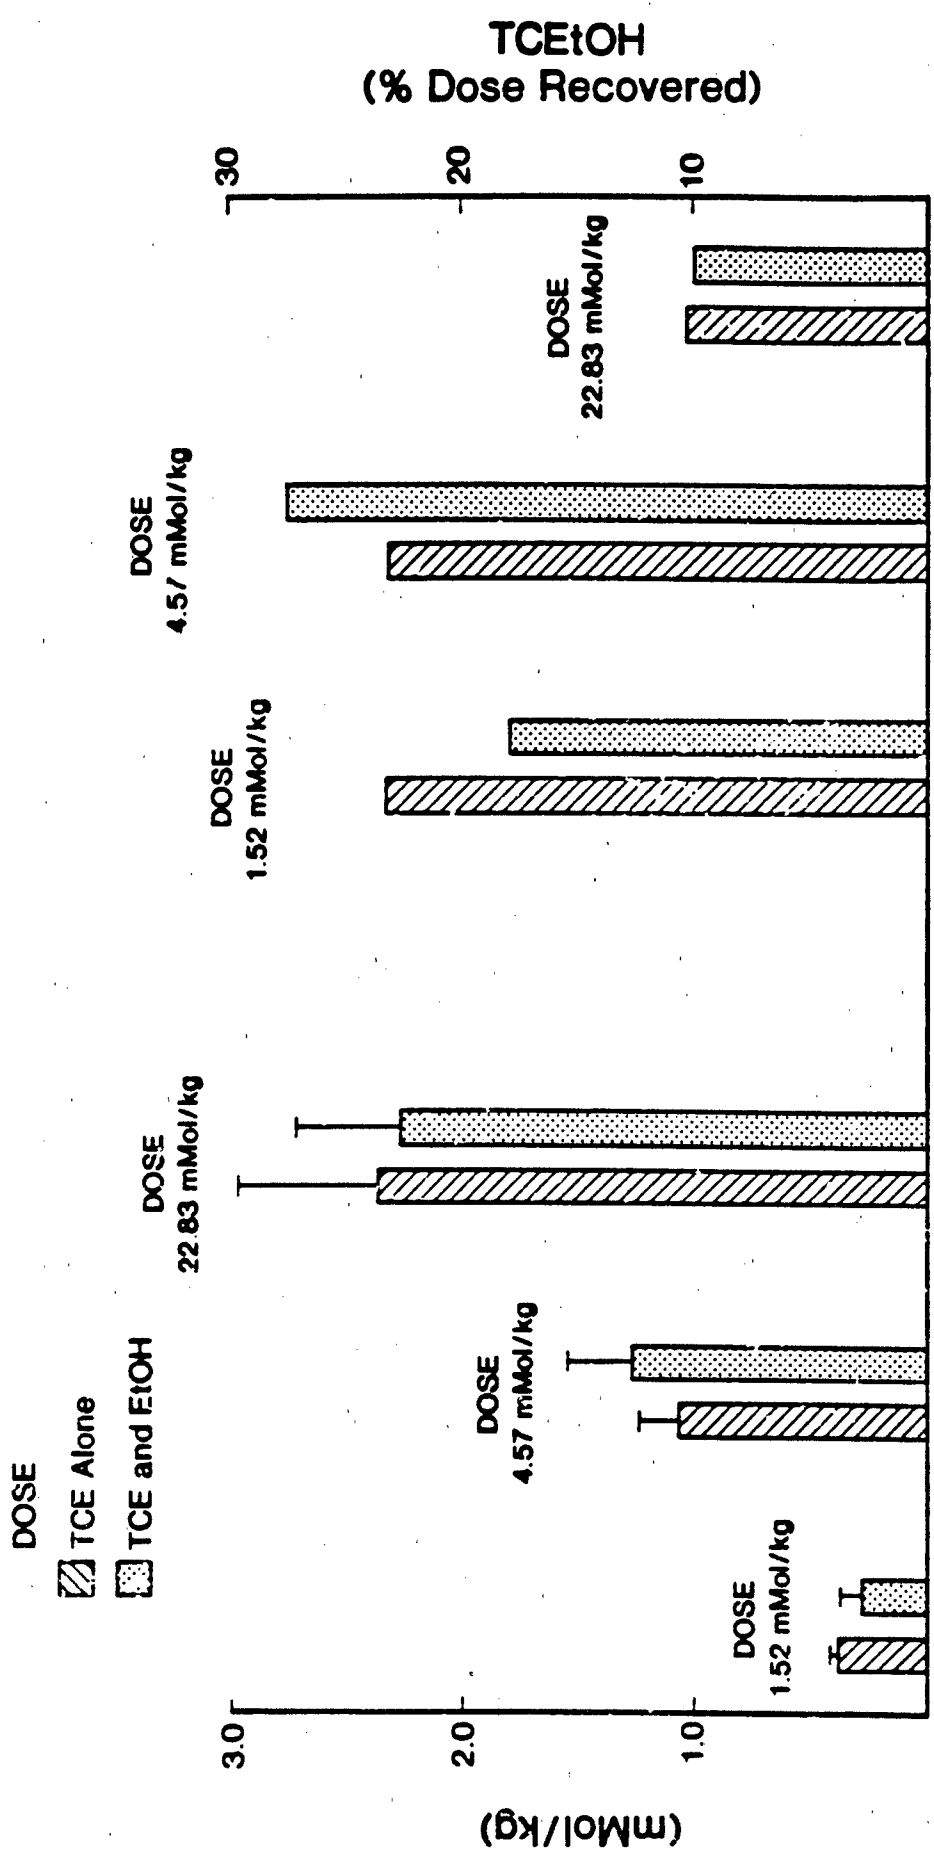 DOSE
TCE Alone
TCE and EtOH
(mMol/kg)
3.0
2.0
1.0
DOSE
1.52 mMol/kg
DOSE
4.57 mMol/kg
DOSE
22.83 mMol/kg
DOSE
1.52 mMol/kg
DOSE
4.57 mMol/kg
DOSE
22.83 mMol/kg
30
20
10
TCEtOH
(% Dose Recovered)